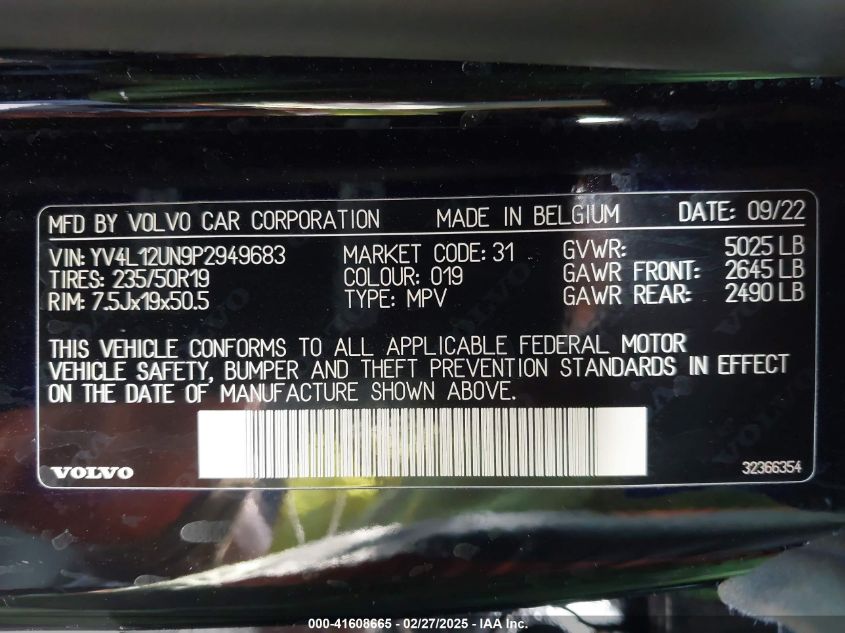 MFD BY VOLVO CAR CORPORATION MADE IN BELGIUM DATE: 09/22
VIN: YV4L12UN9P2949683 MARKET CODE: 31 GVWR: 5025 LB
TIRES: 235/50R19 COLOUR: 019 GAWR FRONT: 2645 LB
RIM: 7.5Jx19x50.5 TYPE: MPV GAWR REAR: 2490 LB
THIS VEHICLE CONFORMS TO ALL APPLICABLE FEDERAL MOTOR
VEHICLE SAFETY, BUMPER AND THEFT PREVENTION STANDARDS IN EFFECT
ON THE DATE OF MANUFACTURE SHOWN ABOVE.
VOLVO 32366354
000-41608665 - 02/27/2025 - IAA Inc.